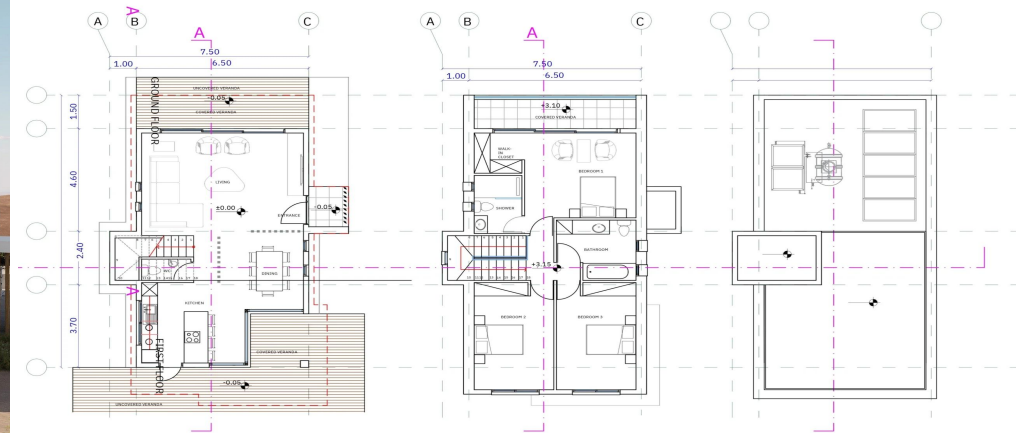 A
B
C
A
A
7.50
1.00
6.50
GROUND FLOOR
UNCOVERED VERANDA
-0.05
COVERED VERANDA
1.50
4.60
2.40
3.70
LIVING
±0.00
ENTRANCE
-0.05
WC
DINING
A
KITCHEN
FIRST FLOOR
COVERED VERANDA
-0.05
UNCOVERED VERANDA
A
B
C
A
7.50
1.00
6.50
+3.10
COVERED VERANDA
WALK-
IN
CLOSET
BEDROOM 1
SHOWER
BATHROOM
+3.15
BEDROOM 2
BEDROOM 3